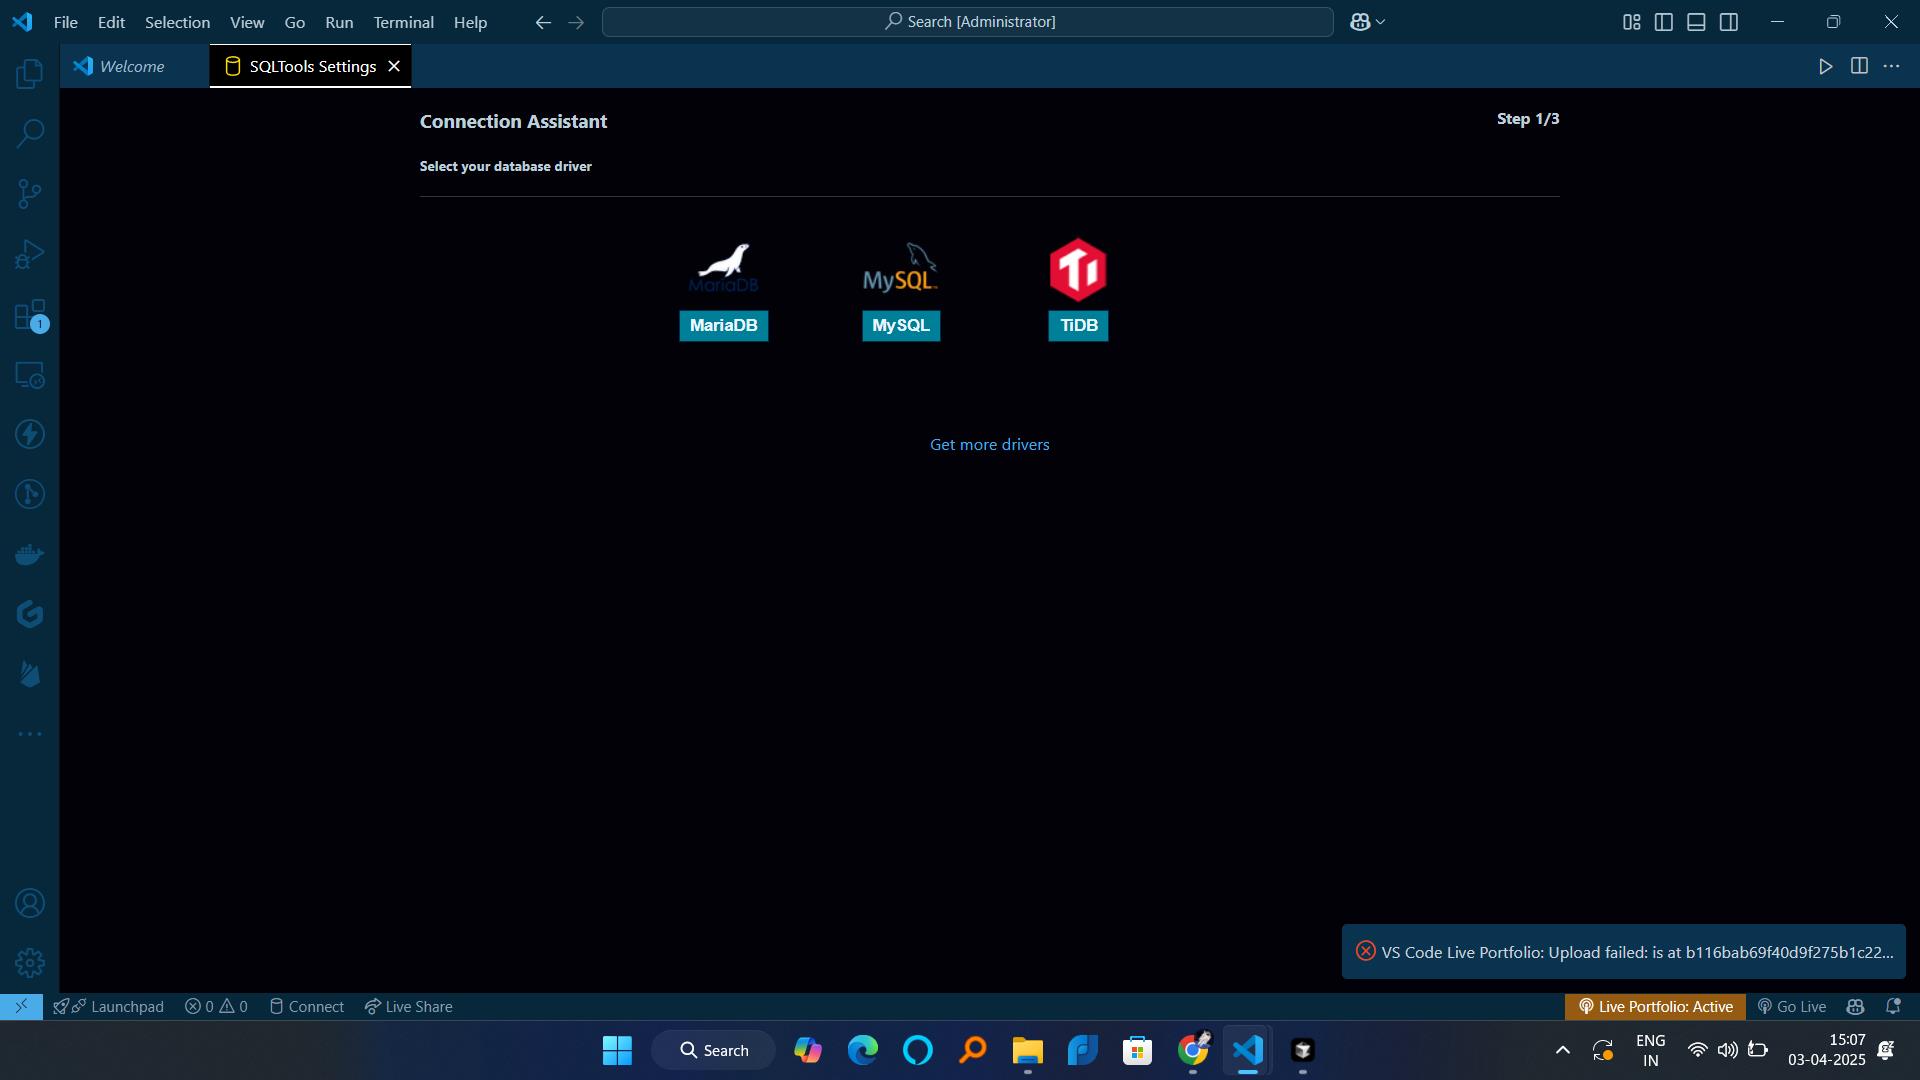 File Edit Selection View Go Run Terminal Help
Search [Administrator]
Welcome
SQLTools Settings
Connection Assistant
Step 1/3
Select your database driver
MariaDB
MySQL
MariaDB
MySQL
TiDB
Get more drivers
1
VS Code Live Portfolio: Upload failed: is at b116bab69f40d9f275b1c22...
Launchpad
0
0
Connect
Live Share
Live Portfolio: Active
Go Live
Search
ENG
IN
15:07
03-04-2025